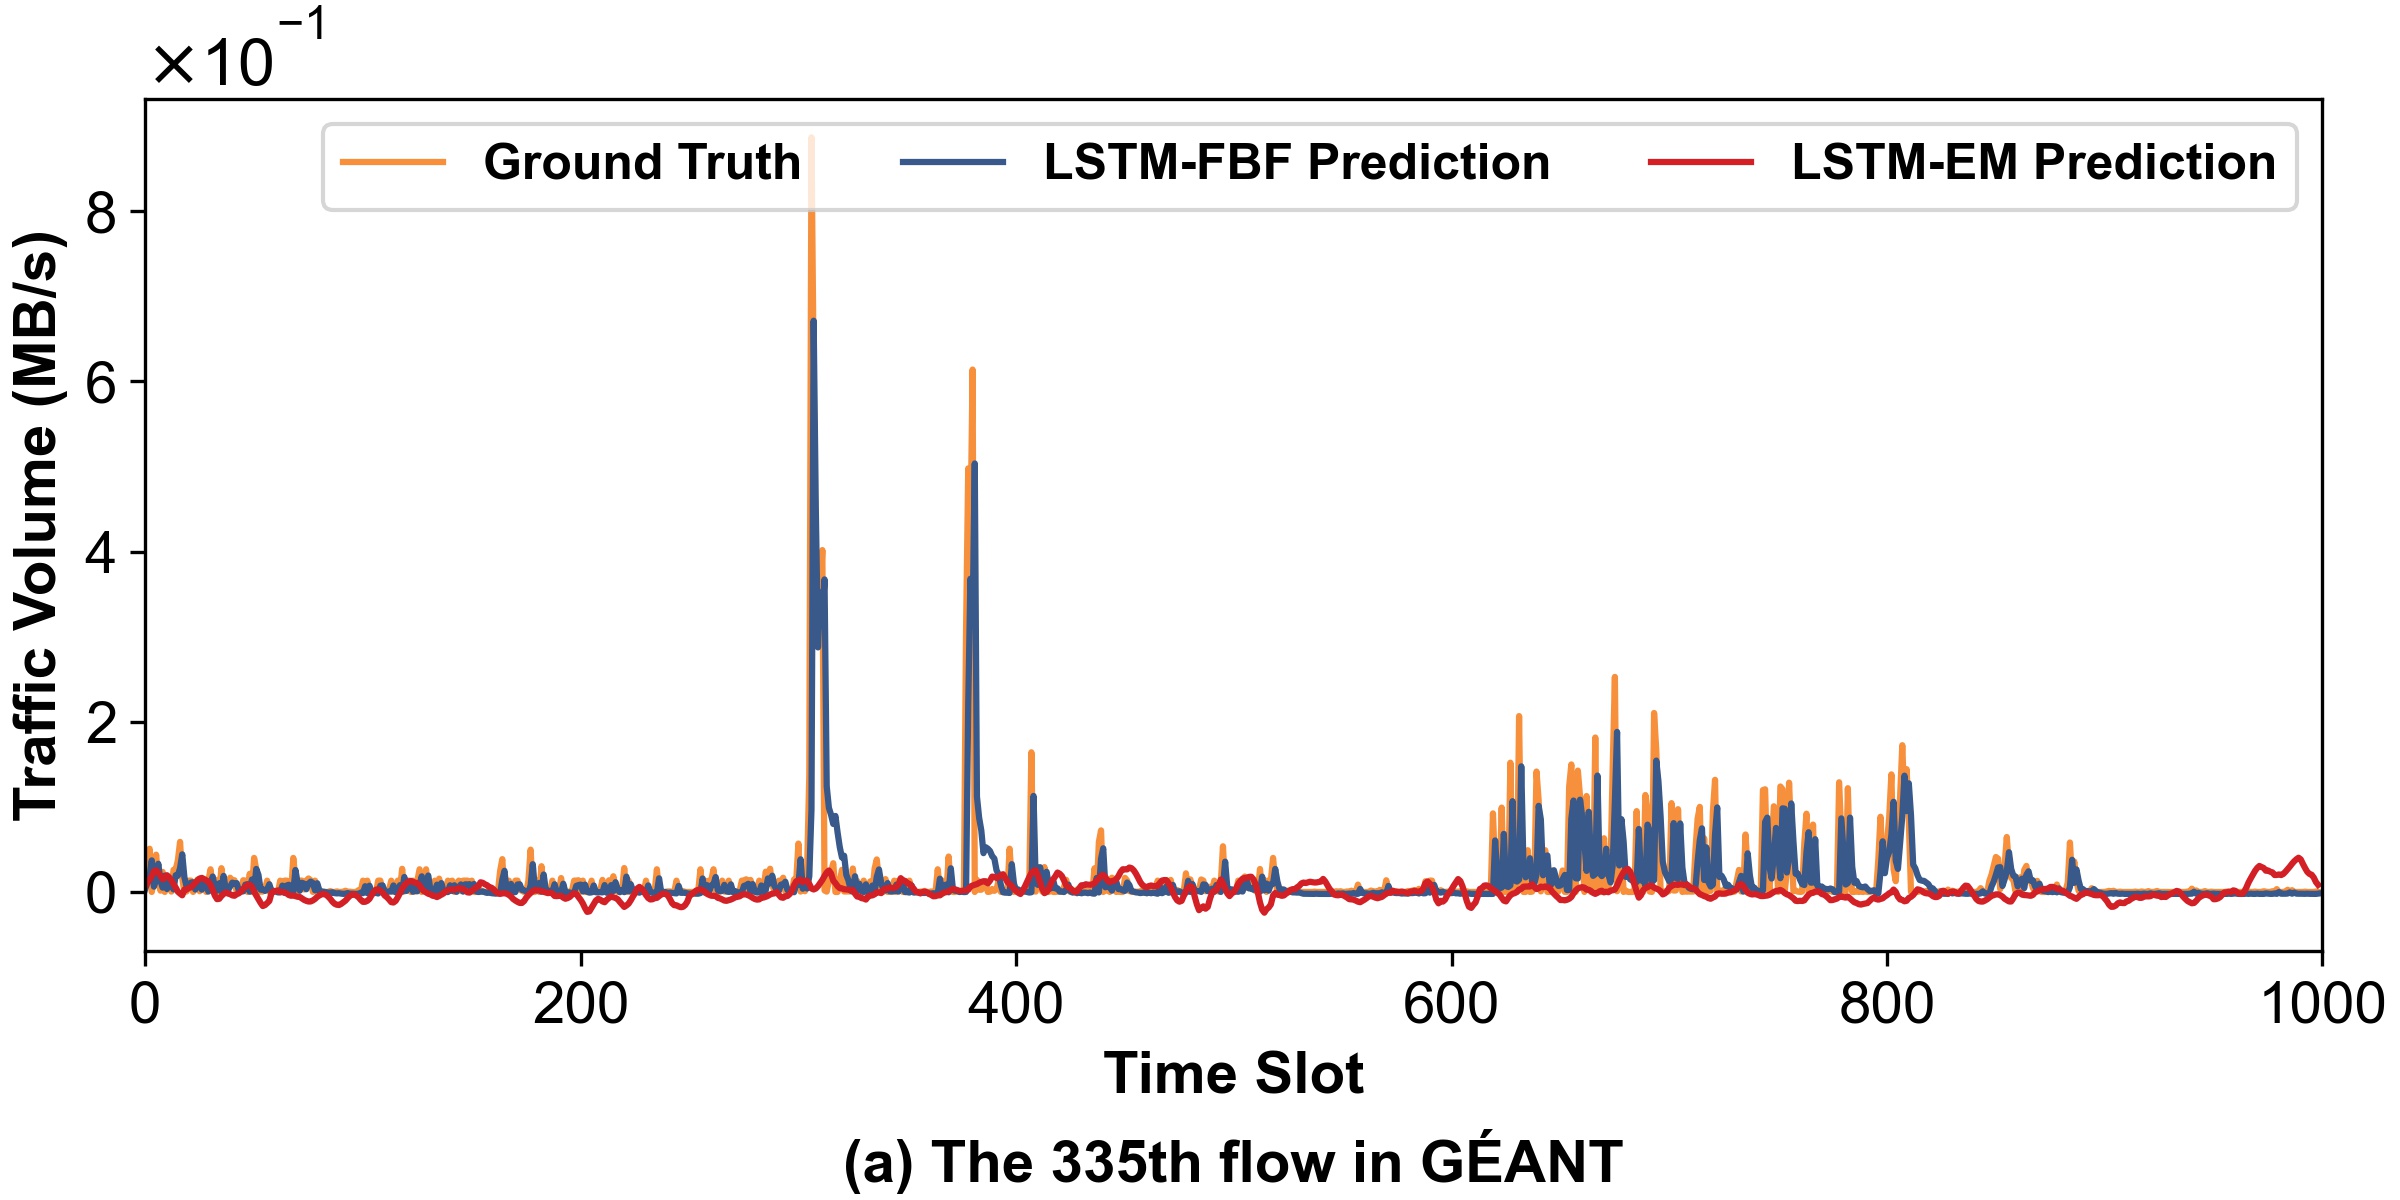 ×10⁻¹
Ground Truth LSTM-FBF Prediction LSTM-EM Prediction
8
6
4
2
0
Traffic Volume (MB/s)
0 200 400 600 800 1000
Time Slot
(a) The 335th flow in GÉANT